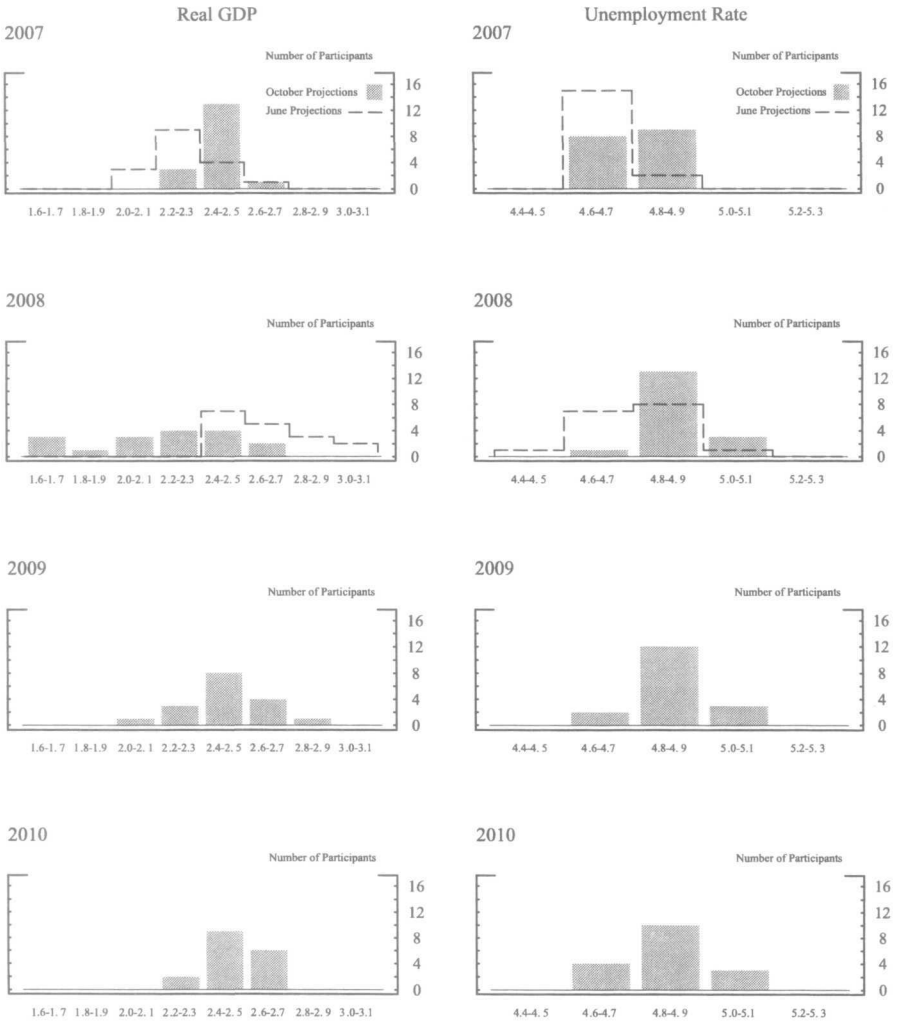 Real GDP
2007
Number of Participants
October Projections
June Projections
16
12
8
4
0
1.6-1. 7 1.8-1.9 2.0-2. 1 2.2-2.3 2.4-2. 5 2.6-2.7 2.8-2. 9 3.0-3.1
2008
Number of Participants
16
12
8
4
0
1.6-1. 7 1.8-1. 9 2.0-2. 1 2.2-2.3 2.4-2. 5 2.6-2.7 2.8-2. 9 3.0-3.1
2009
Number of Participants
16
12
8
4
0
1.6-1. 7 1.8-1.9 2.0-2. 1 2.2-2.3 2.4-2. 5 2.6-2.7 2.8-2. 9 3.0-3.1
2010
Number of Participants
16
12
8
4
0
1.6-1. 7 1.8-1.9 2.0-2. 1 2.2-2.3 2.4-2. 5 2.6-2.7 2.8-2. 9 3.0-3.1
Unemployment Rate
2007
Number of Participants
October Projections
June Projections
16
12
8
4
0
4.4-4. 5 4.6-4.7 4.8-4. 9 5.0-5.1 5.2-5. 3
2008
Number of Participants
16
12
8
4
0
4.4-4. 5 4.6-4.7 4.8-4. 9 5.0-5.1 5.2-5. 3
2009
Number of Participants
16
12
8
4
0
4.4-4. 5 4.6-4.7 4.8-4. 9 5.0-5.1 5.2-5. 3
2010
Number of Participants
16
12
8
4
0
4.4-4. 5 4.6-4.7 4.8-4. 9 5.0-5.1 5.2-5. 3